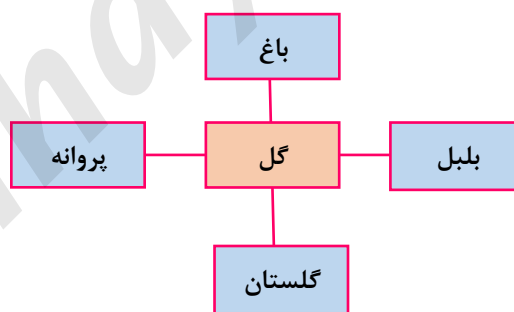 باغ
بلبل
گل
پروانه
گلستان